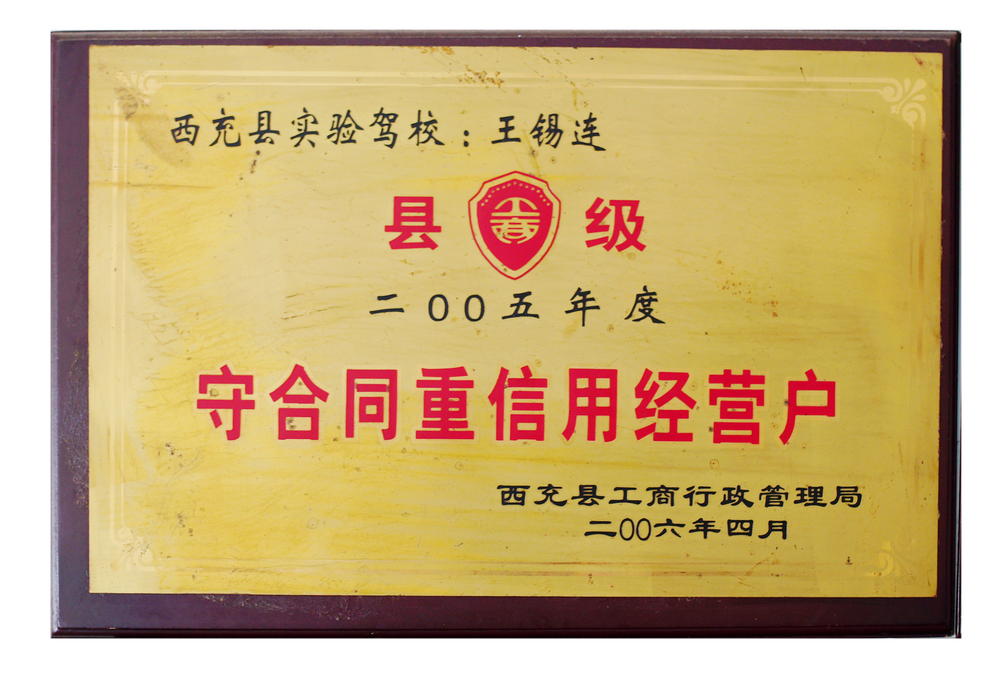 西充县实验驾校：王锡连
县 工商 级
二00五年度
守合同重信用经营户
西充县工商行政管理局
二00六年四月